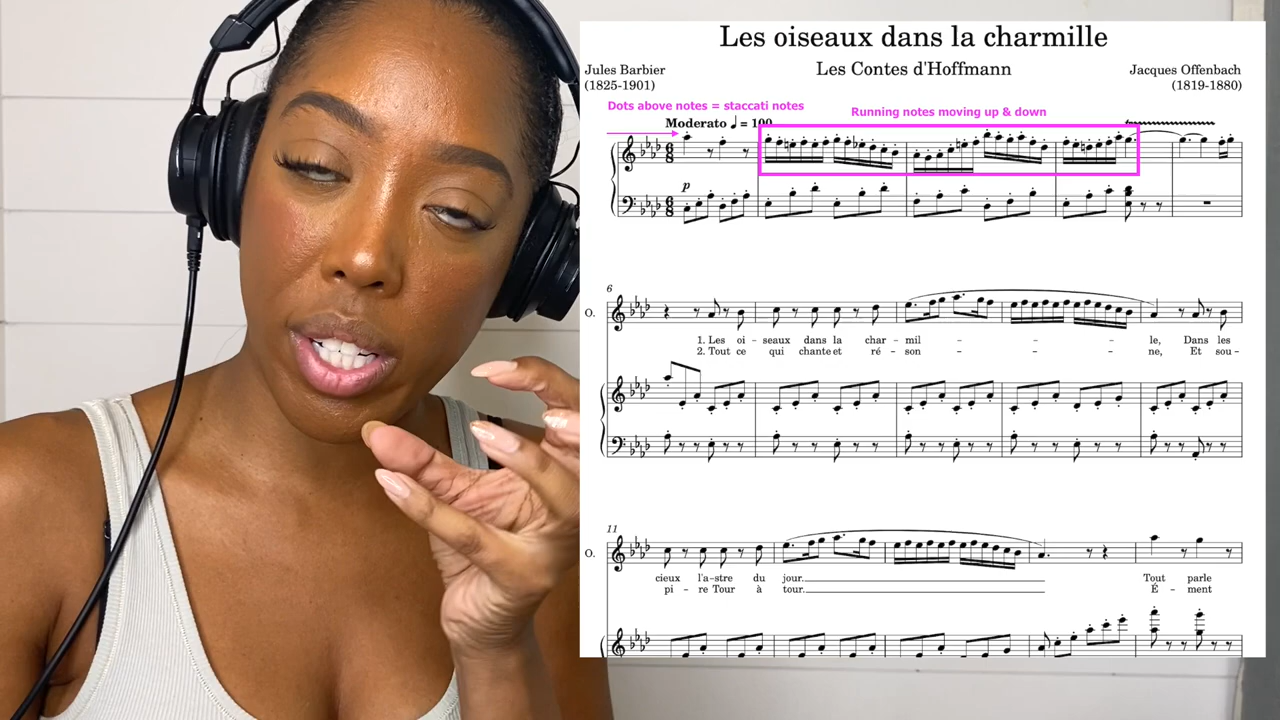 Les oiseaux dans la charmille
Jules Barbier
(1825-1901)
Les Contes d'Hoffmann
Jacques Offenbach
(1819-1880)
Dots above notes = staccati notes
Running notes moving up & down
Moderato ♩ = 100
p
6
O.
1. Les oi - seaux dans la char - mil - - - - le, Dans les
2. Tout ce qui chante et ré - son - - - - ne, Et sou -
11
O.
cieux l'a-stre du jour. Tout parle
pi - re Tour à tour. É - ment